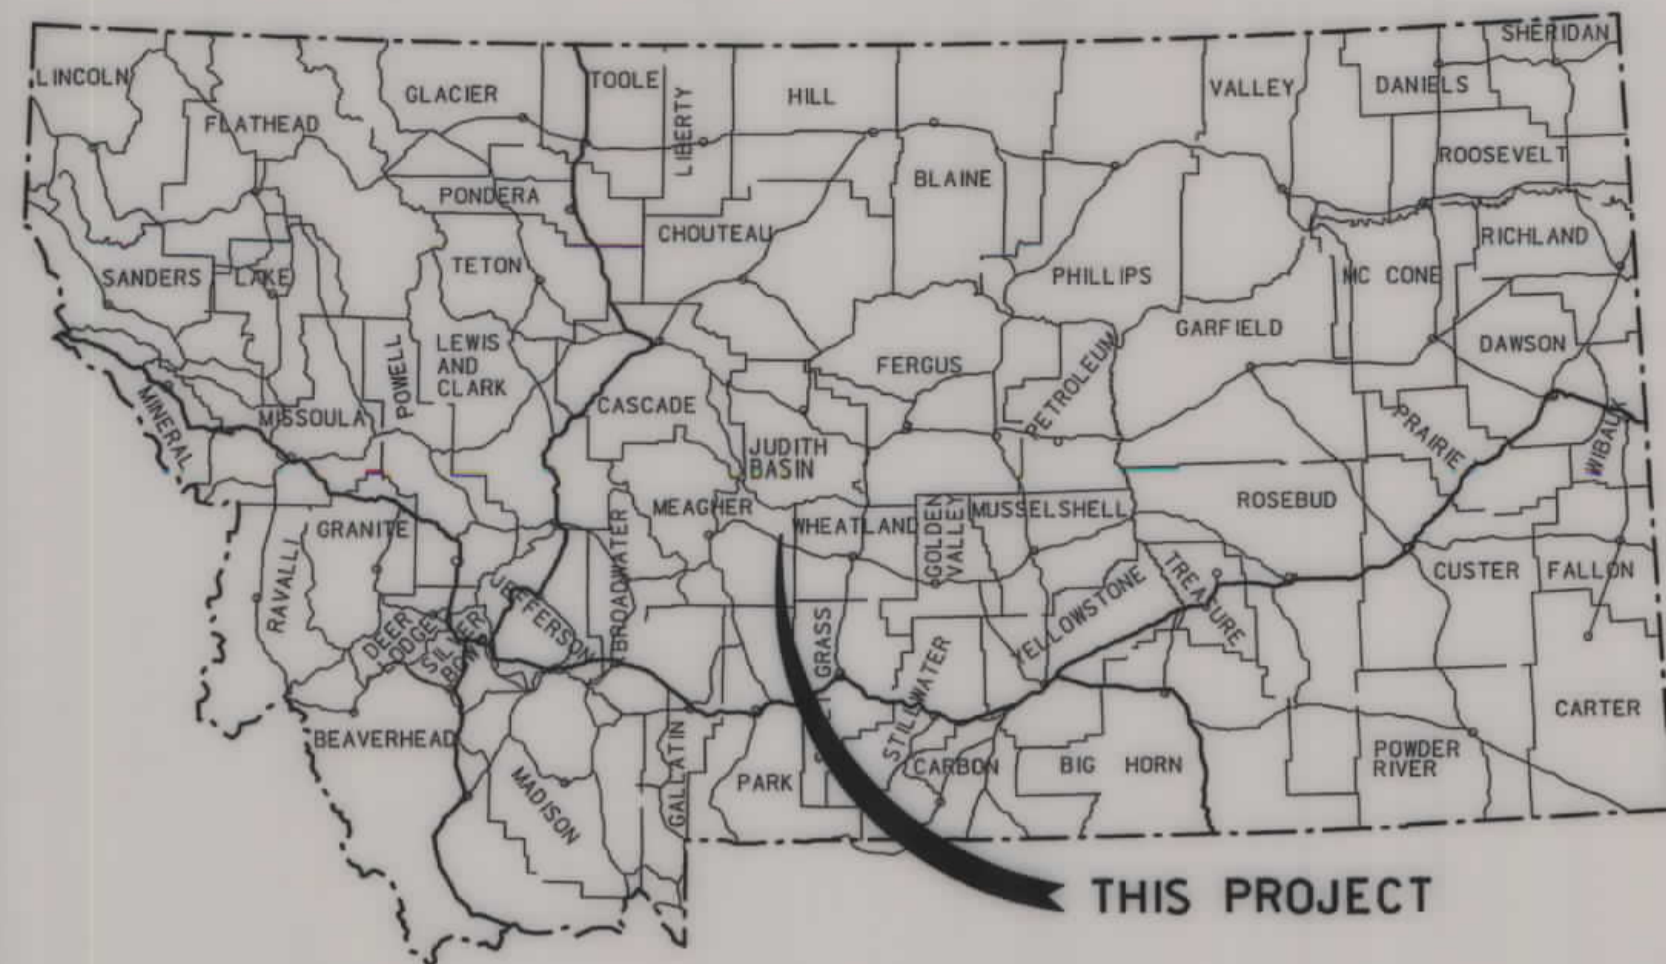 SHERIDAN
LINCOLN
GLACIER
TOOLE
LIBERTY
HILL
VALLEY
DANIELS
FLATHEAD
ROOSEVELT
PONDERA
BLAINE
CHOUTEAU
RICHLAND
SANDERS
LAKE
TETON
PHILLIPS
MC CONE
GARFIELD
DAWSON
LEWIS
AND
CLARK
POWELL
FERGUS
PETROLEUM
MINERAL
MISSOULA
CASCADE
PRAIRIE
WIBAUX
JUDITH
BASIN
MEAGHER
WHEATLAND
GOLDEN
VALLEY
MUSSELSHELL
ROSEBUD
GRANITE
RAVALLI
BROADWATER
JEFFERSON
DEER
LODGE
SILVER
BOW
GRASS
YELLOWSTONE
TREASURE
CUSTER
FALLON
STILLWATER
CARTER
BEAVERHEAD
MADISON
GALLATIN
PARK
CARBON
BIG HORN
POWDER
RIVER
THIS PROJECT